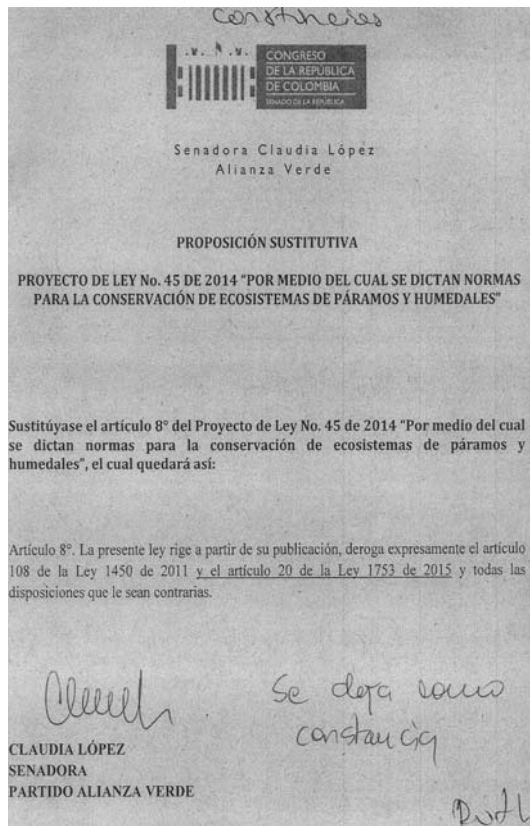 CONGRESO
DE LA REPÚBLICA
DE COLOMBIA
SENADO DE LA REPÚBLICA
Senadora Claudia López
Alianza Verde
PROPOSICIÓN SUSTITUTIVA
PROYECTO DE LEY No. 45 DE 2014 “POR MEDIO DEL CUAL SE DICTAN NORMAS
PARA LA CONSERVACIÓN DE ECOSISTEMAS DE PÁRAMOS Y HUMEDALES”
Sustitúyase el artículo 8° del Proyecto de Ley No. 45 de 2014 “Por medio del cual
se dictan normas para la conservación de ecosistemas de páramos y
humedales”, el cual quedará así:
Artículo 8°. La presente ley rige a partir de su publicación, deroga expresamente el artículo
108 de la Ley 1450 de 2011 y el artículo 20 de la Ley 1753 de 2015 y todas las
disposiciones que le sean contrarias.
Se deja como
constancia
CLAUDIA LÓPEZ
SENADORA
PARTIDO ALIANZA VERDE